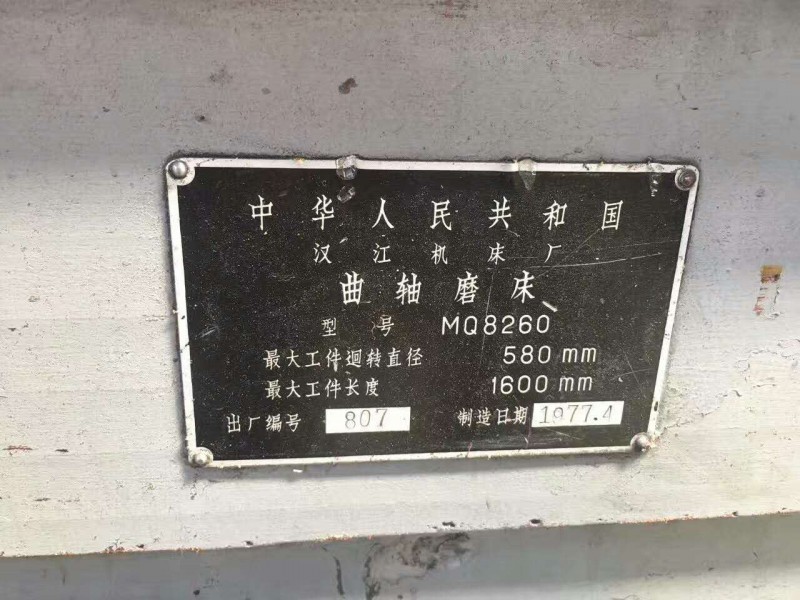 中华人民共和国
汉江机床厂
曲轴磨床
型号 MQ8260
最大工件迴转直径 580 mm
最大工件长度 1600 mm
出厂编号 807 制造日期 1977.4